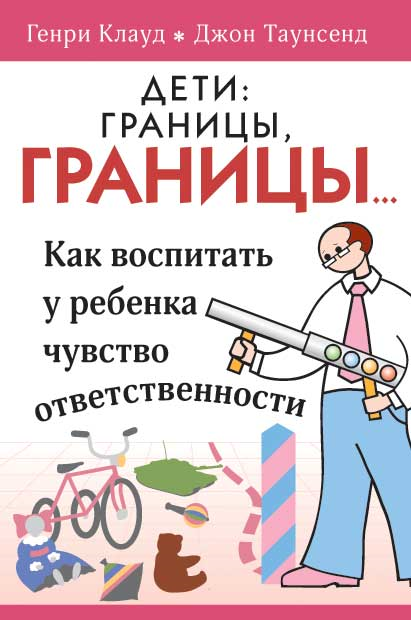 Генри Клауд * Джон Таунсенд
ДЕТИ:
ГРАНИЦЫ,
ГРАНИЦЫ...
Как воспитать
у ребенка
чувство
ответственности